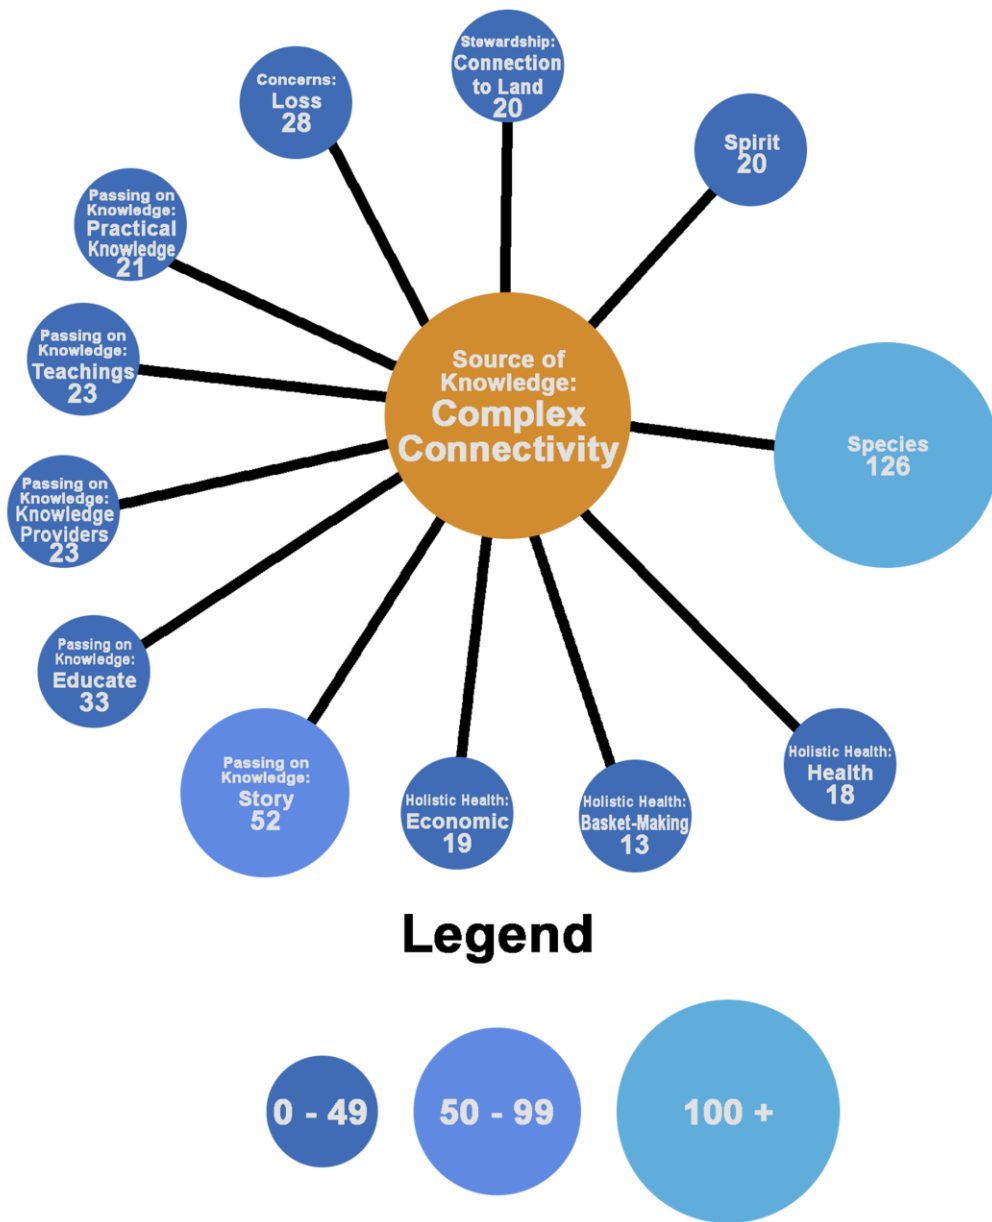 Stewardship:
Connection
to Land
20
Concerns:
Loss
28
Spirit
20
Passing on
Knowledge:
Practical
Knowledge
21
Passing on
Knowledge:
Teachings
23
Source of
Knowledge:
Complex
Connectivity
Species
126
Passing on
Knowledge:
Knowledge
Providers
23
Passing on
Knowledge:
Educate
33
Passing on
Knowledge:
Story
52
Holistic Health:
Economic
19
Holistic Health:
Basket-Making
13
Holistic Health:
Health
18
Legend
0 - 49
50 - 99
100 +